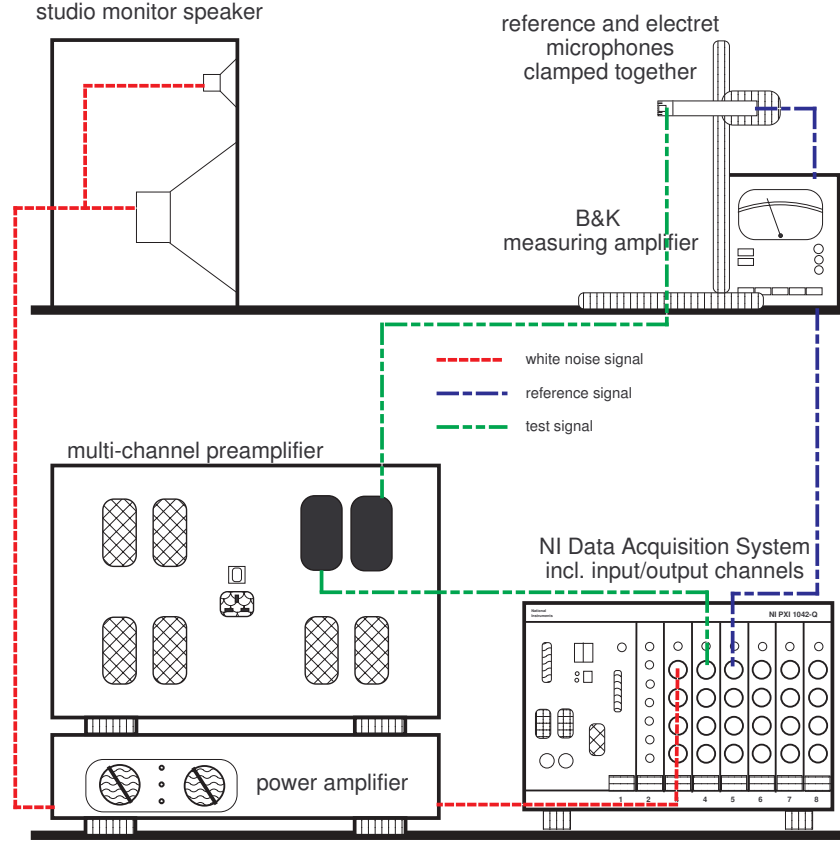 studio monitor speaker
reference and electret
microphones
clamped together
B&K
measuring amplifier
white noise signal
reference signal
test signal
multi-channel preamplifier
NI Data Acquisition System
incl. input/output channels
National
Instruments
NI PXI 1042-Q
power amplifier
1 2 3 4 5 6 7 8